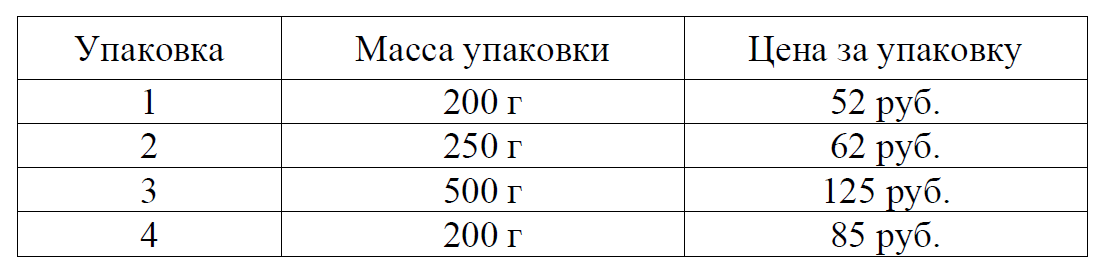 Упаковка Масса упаковки Цена за упаковку
1 200 г 52 руб.
2 250 г 62 руб.
3 500 г 125 руб.
4 200 г 85 руб.